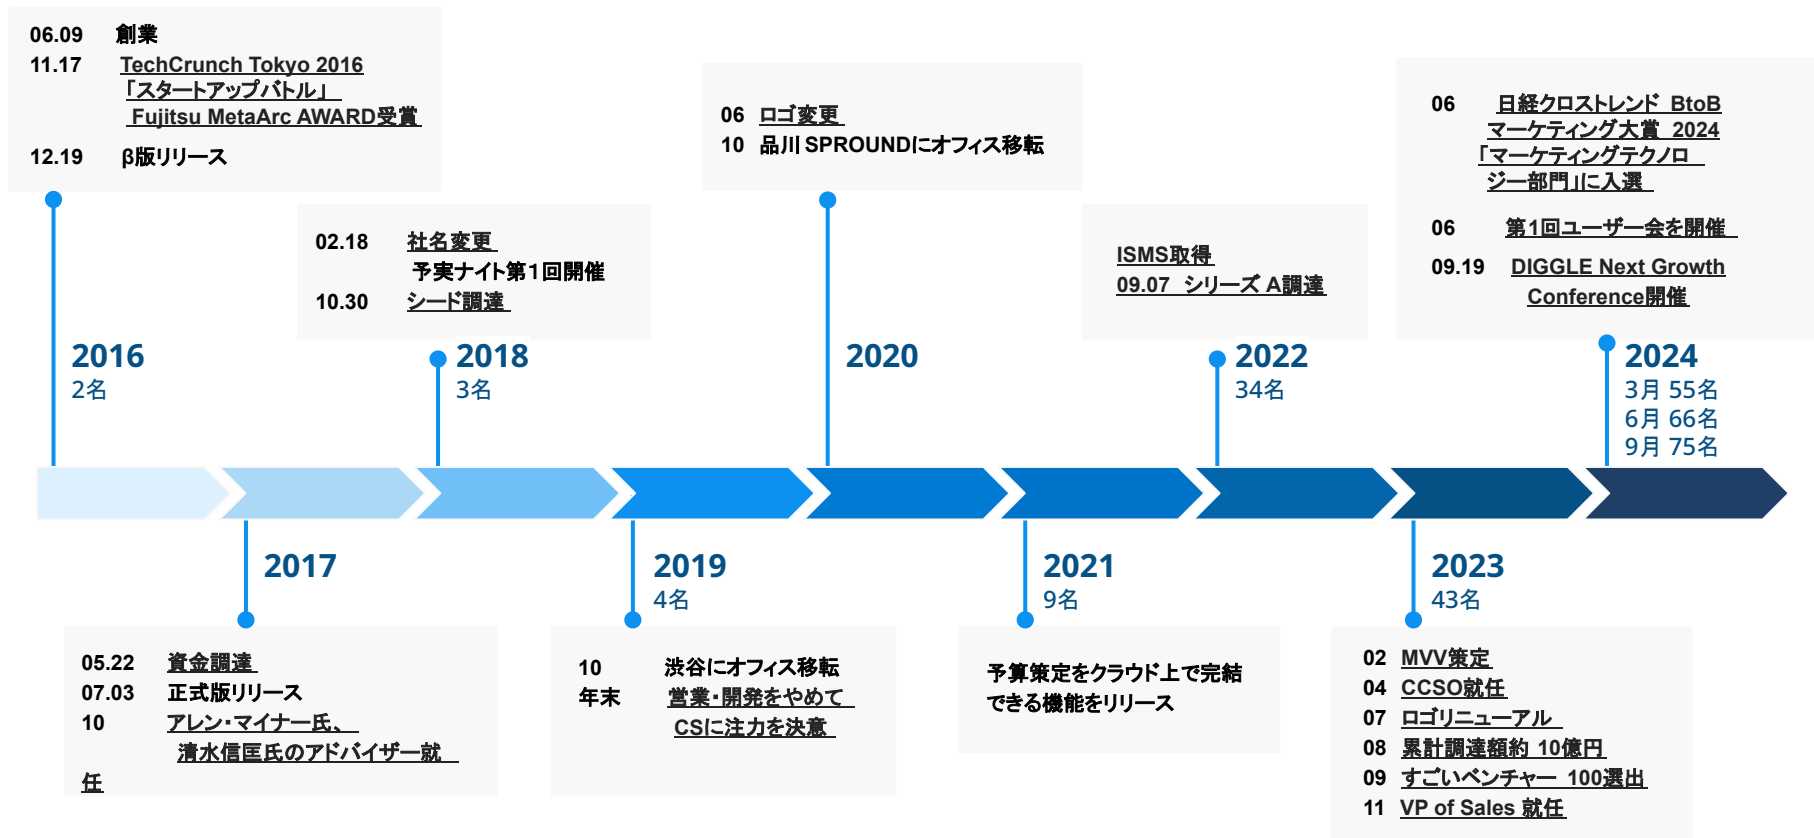 06.09 創業
11.17 TechCrunch Tokyo 2016
「スタートアップバトル」
Fujitsu MetaArc AWARD受賞
12.19 β版リリース
2016
2名
02.18 社名変更
予実ナイト第1回開催
10.30 シード調達
2018
3名
06 ロゴ変更
10 品川 SPROUNDにオフィス移転
2020
ISMS取得
09.07 シリーズ A調達
2022
34名
06 日経クロストレンド BtoB
マーケティング大賞 2024
「マーケティングテクノロ
ジー部門」に入選
06 第1回ユーザー会を開催
09.19 DIGGLE Next Growth
Conference開催
2024
3月 55名
6月 66名
9月 75名
2017
05.22 資金調達
07.03 正式版リリース
10 アレン・マイナー氏、
清水信匡氏のアドバイザー就
任
2019
4名
10 渋谷にオフィス移転
年末 営業・開発をやめて
CSに注力を決意
2021
9名
予算策定をクラウド上で完結
できる機能をリリース
2023
43名
02 MVV策定
04 CCSO就任
07 ロゴリニューアル
08 累計調達額約 10億円
09 すごいベンチャー 100選出
11 VP of Sales 就任